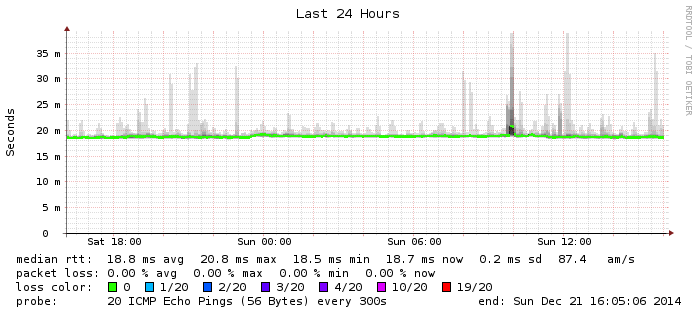 Last 24 Hours
RRDTOOL / TOBI OETIKER
Seconds
35 m
30 m
25 m
20 m
15 m
10 m
5 m
0
Sat 18:00 Sun 00:00 Sun 06:00 Sun 12:00
median rtt: 18.8 ms avg 20.8 ms max 18.5 ms min 18.7 ms now 0.2 ms sd 87.4 am/s
packet loss: 0.00 % avg 0.00 % max 0.00 % min 0.00 % now
loss color: 0 1/20 2/20 3/20 4/20 10/20 19/20
probe: 20 ICMP Echo Pings (56 Bytes) every 300s end: Sun Dec 21 16:05:06 2014